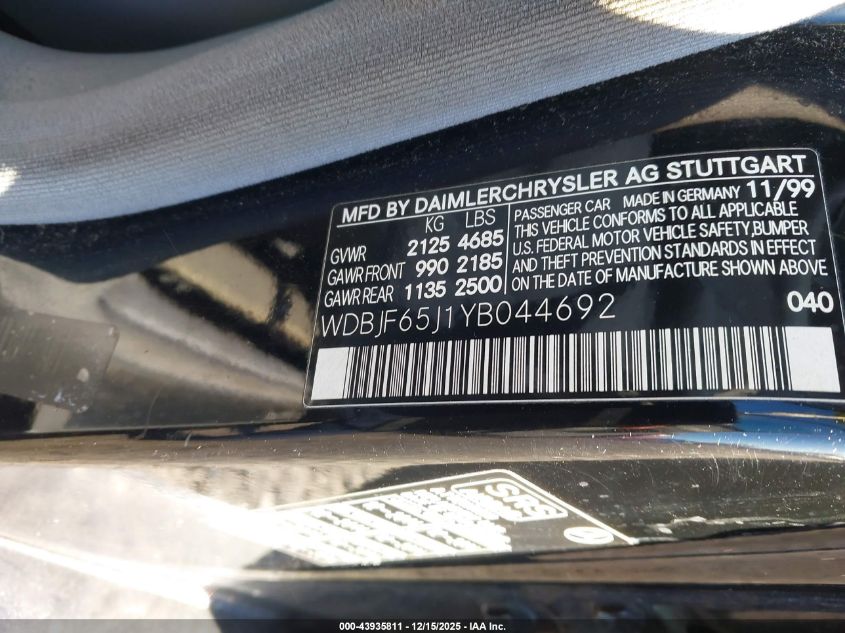 MFD BY DAIMLERCHRYSLER AG STUTTGART
KG LBS
GVWR 2125 4685
GAWR FRONT 990 2185
GAWR REAR 1135 2500
PASSENGER CAR MADE IN GERMANY 11/99
THIS VEHICLE CONFORMS TO ALL APPLICABLE
U.S. FEDERAL MOTOR VEHICLE SAFETY,BUMPER
AND THEFT PREVENTION STANDARDS IN EFFECT
ON THE DATE OF MANUFACTURE SHOWN ABOVE
WDBJF65J1YB044692
040
SRS
000-43935811 - 12/15/2025 - IAA Inc.